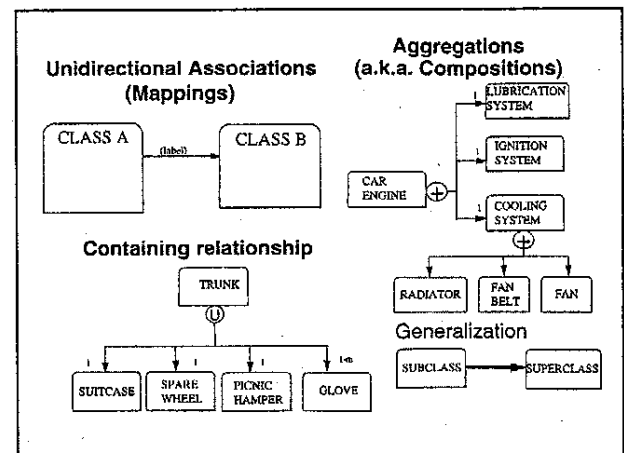 Unidirectional Associations
(Mappings)
CLASS A
(label)
CLASS B
Containing relationship
TRUNK
U
1
1
1
SUITCASE
SPARE
WHEEL
PICNIC
HAMPER
GLOVE
Aggregations
(a.k.a. Compositions)
CAR
ENGINE
+
1
LUBRICATION
SYSTEM
1
IGNITION
SYSTEM
1
COOLING
SYSTEM
+
RADIATOR
FAN
BELT
FAN
Generalization
SUBCLASS
SUPERCLASS